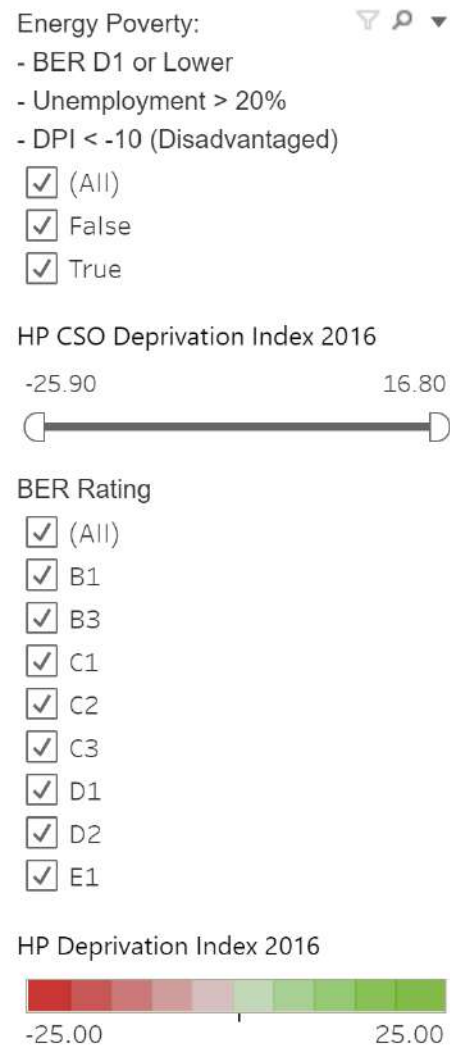 Energy Poverty:
- BER D1 or Lower
- Unemployment > 20%
- DPI < -10 (Disadvantaged)
(All)
False
True
HP CSO Deprivation Index 2016
-25.90 16.80
BER Rating
(All)
B1
B3
C1
C2
C3
D1
D2
E1
HP Deprivation Index 2016
-25.00 25.00